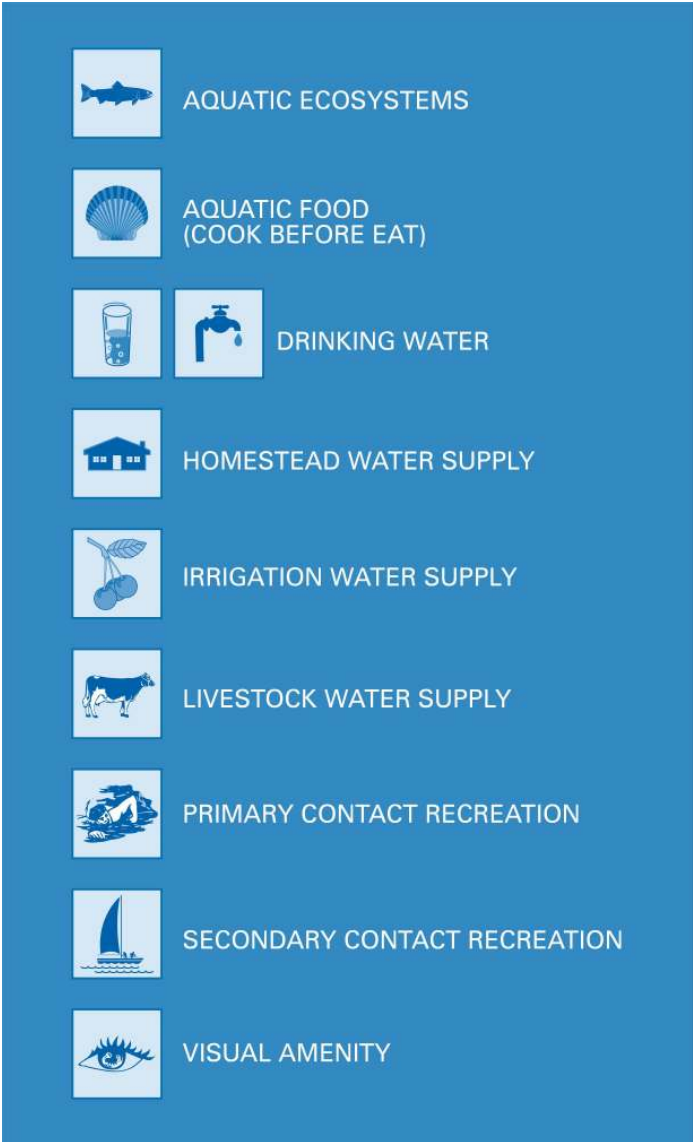 AQUATIC ECOSYSTEMS
AQUATIC FOOD
(COOK BEFORE EAT)
DRINKING WATER
HOMESTEAD WATER SUPPLY
IRRIGATION WATER SUPPLY
LIVESTOCK WATER SUPPLY
PRIMARY CONTACT RECREATION
SECONDARY CONTACT RECREATION
VISUAL AMENITY